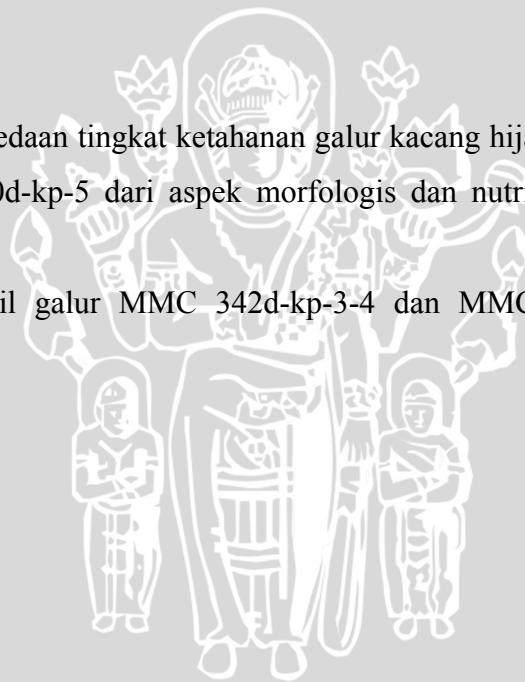 edaan tingkat ketahanan galur kacang hija
0d-kp-5 dari aspek morfologis dan nutri
il galur MMC 342d-kp-3-4 dan MMC